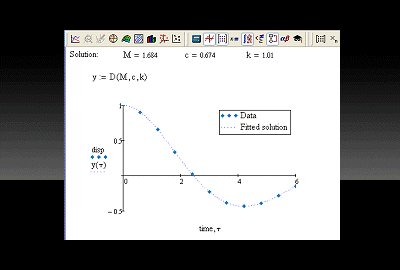 Solution: M = 1.684 c = 0.674 k = 1.01
y := D(M,c,k)
1
0.5
disp
y(τ)
0 2 4 6
−0.5
time,τ
Data
Fitted solution